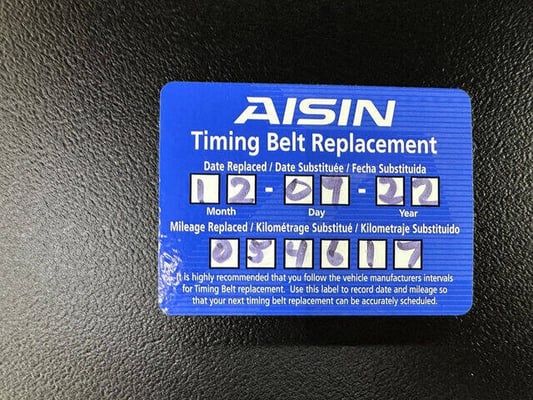 AISIN
Timing Belt Replacement
Date Replaced / Date Substituée / Fecha Substituida
12-09-22
Month Day Year
Mileage Replaced / Kilométrage Substitué / Kilometraje Substituido
054617
It is highly recommended that you follow the vehicle manufacturers intervals
for Timing Belt replacement. Use this label to record date and mileage so
that your next timing belt replacement can be accurately scheduled.